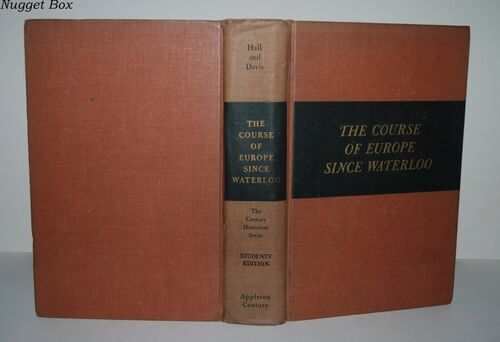 Nugget Box
Hall
and
Davis
THE
COURSE
OF
EUROPE
SINCE
WATERLOO
The
Century
Historical
Series
STUDENTS'
EDITION
Appleton
Century
THE COURSE
OF EUROPE
SINCE WATERLOO